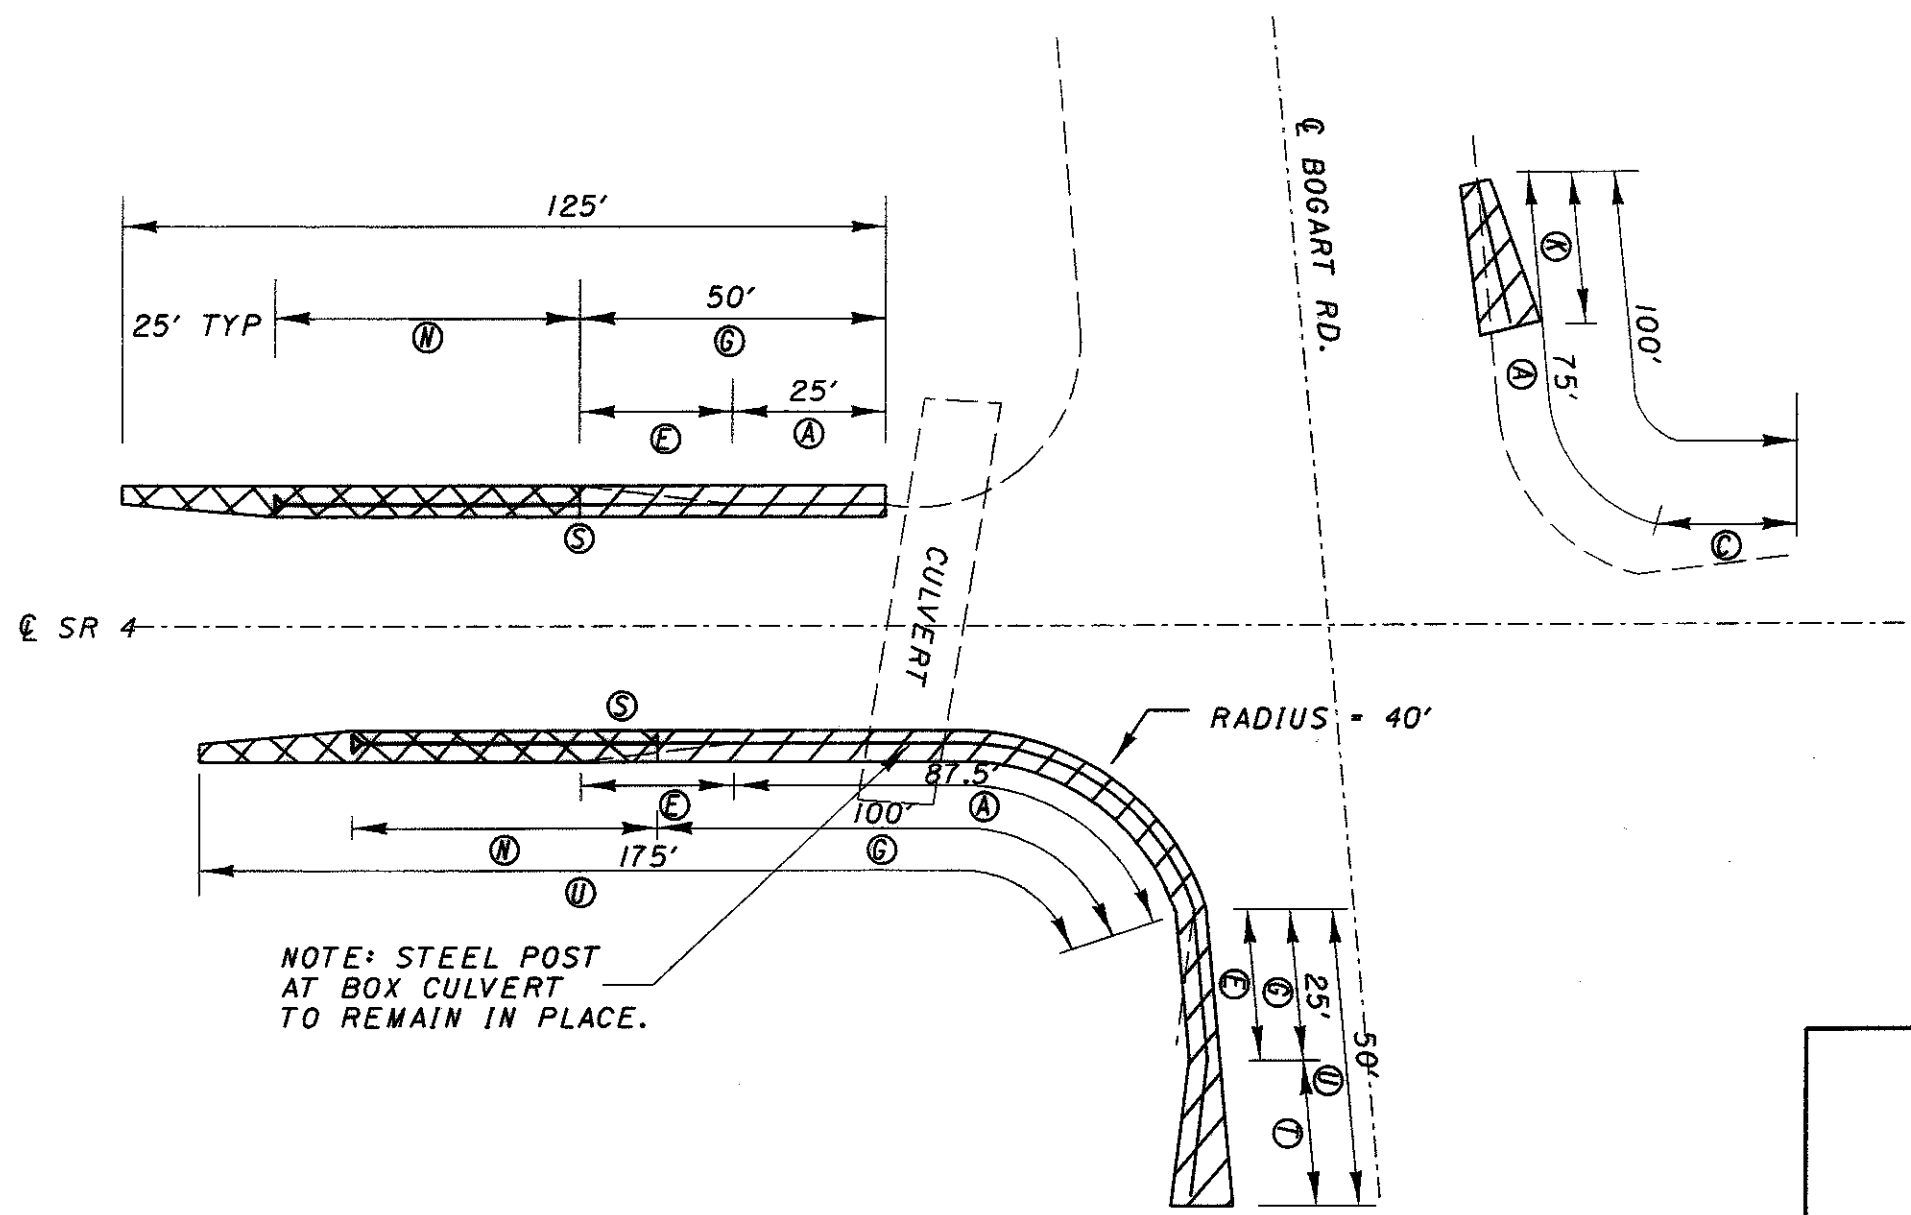 125'
25' TYP
N
50'
G
25'
E
A
S
℄ BOGART RD.
K
100'
A
75'
C
CULVERT
℄ SR 4
S
RADIUS = 40'
87.5'
E
A
100'
N
G
175'
U
NOTE: STEEL POST
AT BOX CULVERT
TO REMAIN IN PLACE.
E
G
25'
50'
U
T